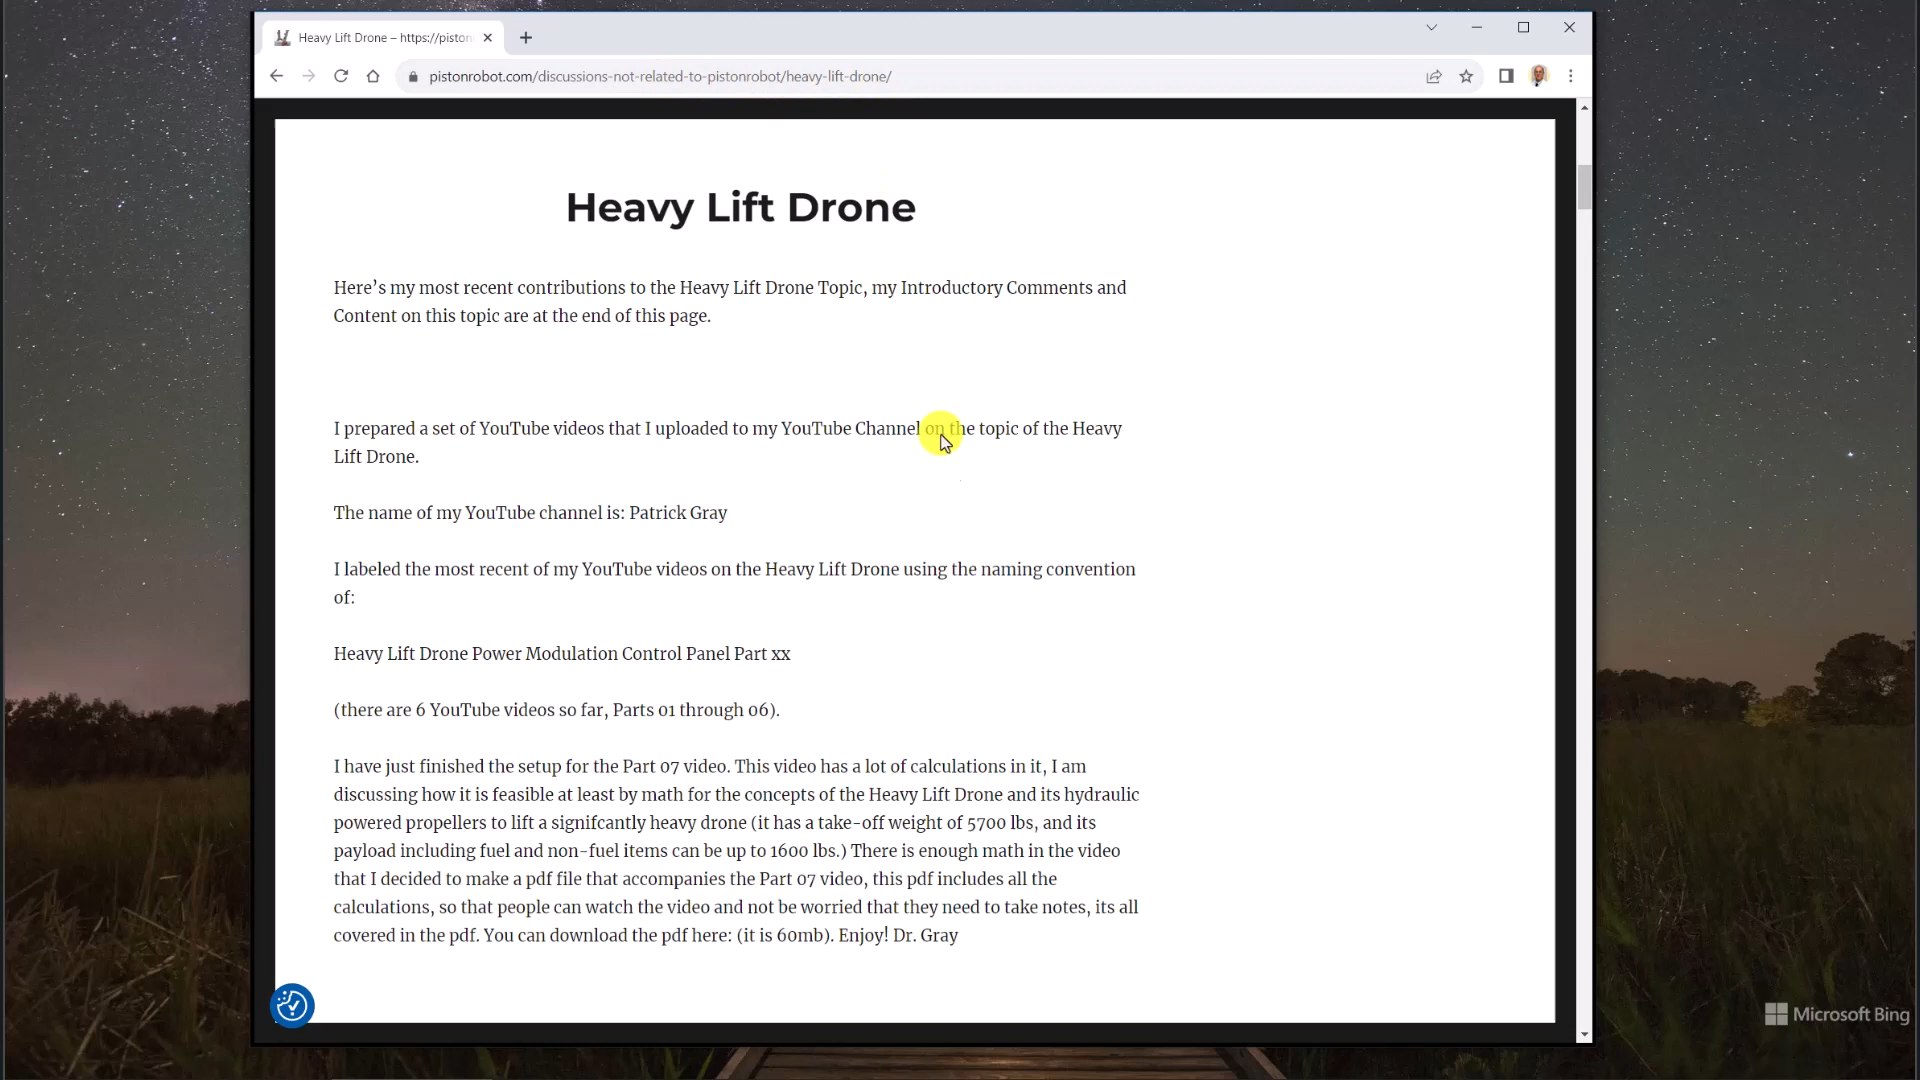 Heavy Lift Drone – https://piston
pistonrobot.com/discussions-not-related-to-pistonrobot/heavy-lift-drone/
Heavy Lift Drone
Here’s my most recent contributions to the Heavy Lift Drone Topic, my Introductory Comments and
Content on this topic are at the end of this page.
I prepared a set of YouTube videos that I uploaded to my YouTube Channel on the topic of the Heavy
Lift Drone.
The name of my YouTube channel is: Patrick Gray
I labeled the most recent of my YouTube videos on the Heavy Lift Drone using the naming convention
of:
Heavy Lift Drone Power Modulation Control Panel Part xx
(there are 6 YouTube videos so far, Parts 01 through 06).
I have just finished the setup for the Part 07 video. This video has a lot of calculations in it, I am
discussing how it is feasible at least by math for the concepts of the Heavy Lift Drone and its hydraulic
powered propellers to lift a signifcantly heavy drone (it has a take-off weight of 5700 lbs, and its
payload including fuel and non-fuel items can be up to 1600 lbs.) There is enough math in the video
that I decided to make a pdf file that accompanies the Part 07 video, this pdf includes all the
calculations, so that people can watch the video and not be worried that they need to take notes, its all
covered in the pdf. You can download the pdf here: (it is 60mb). Enjoy! Dr. Gray
Microsoft Bing